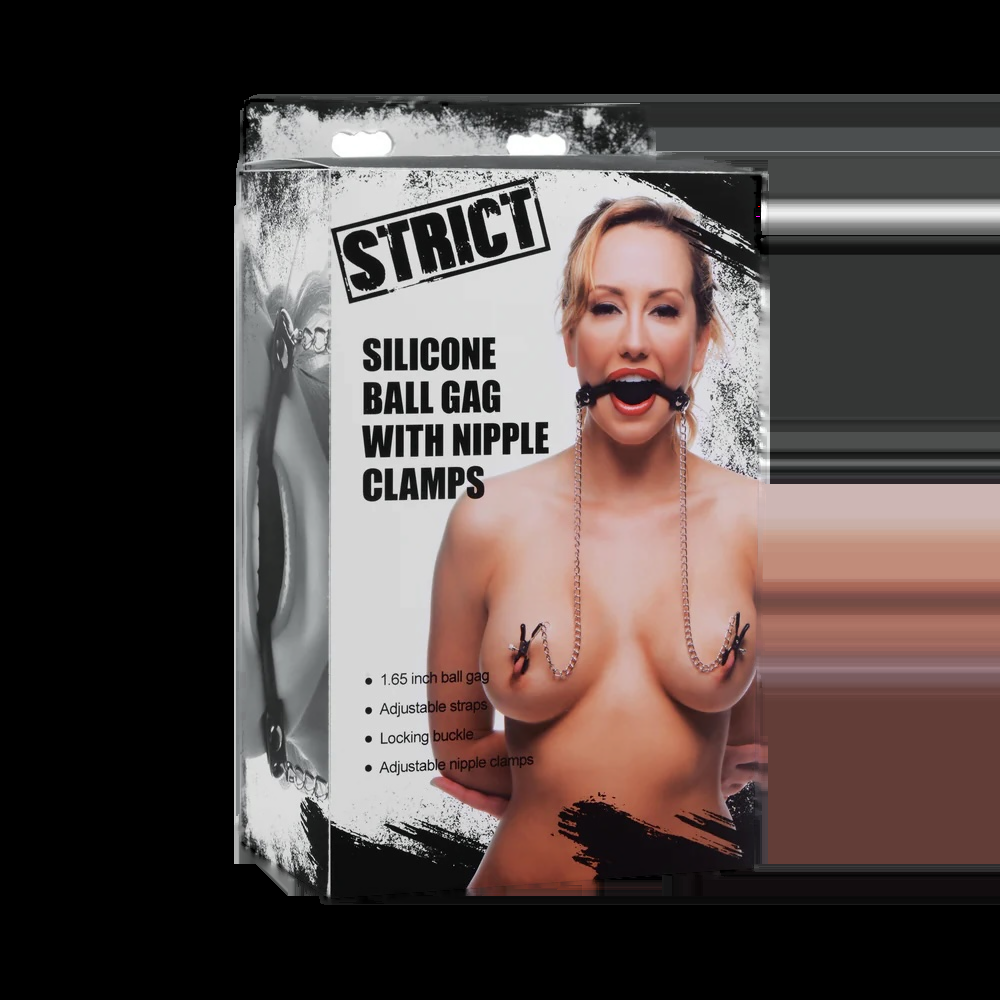 STRICT
SILICONE
BALL GAG
WITH NIPPLE
CLAMPS
1.65 inch ball gag
Adjustable straps
Locking buckle
Adjustable nipple clamps